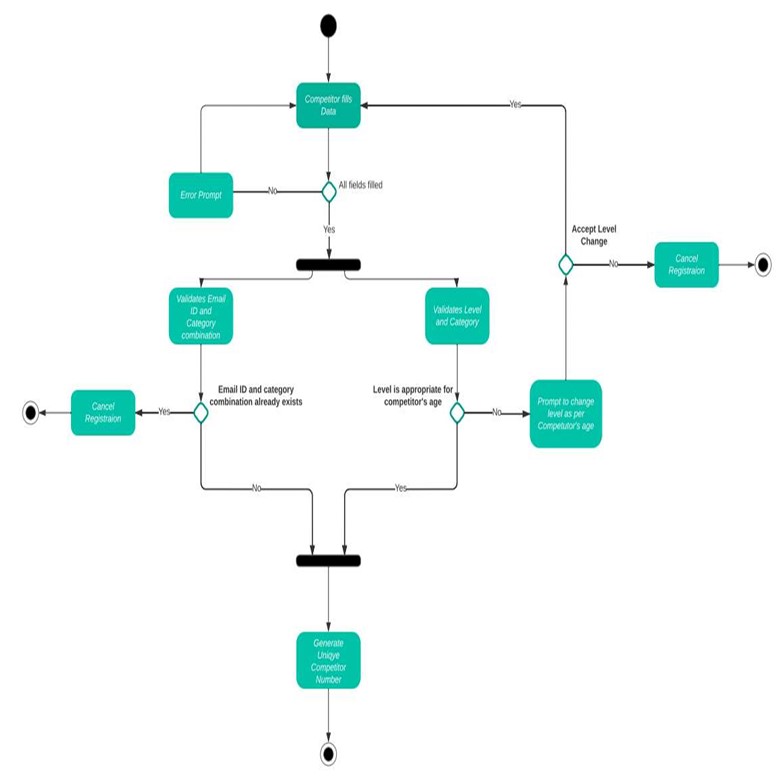 Competitor fills
Data
Yes
All fields filled
Error Prompt
No
Yes
Accept Level
Change
No
Cancel
Registraion
Validates Email
ID and
Category
combination
Validates Level
and Category
Email ID and category
combination already exists
Level is appropriate for
competitor's age
Cancel
Registraion
Yes
No
Prompt to change
level as per
Competutor's age
No
Yes
Generate
Uniqye
Competitor
Number